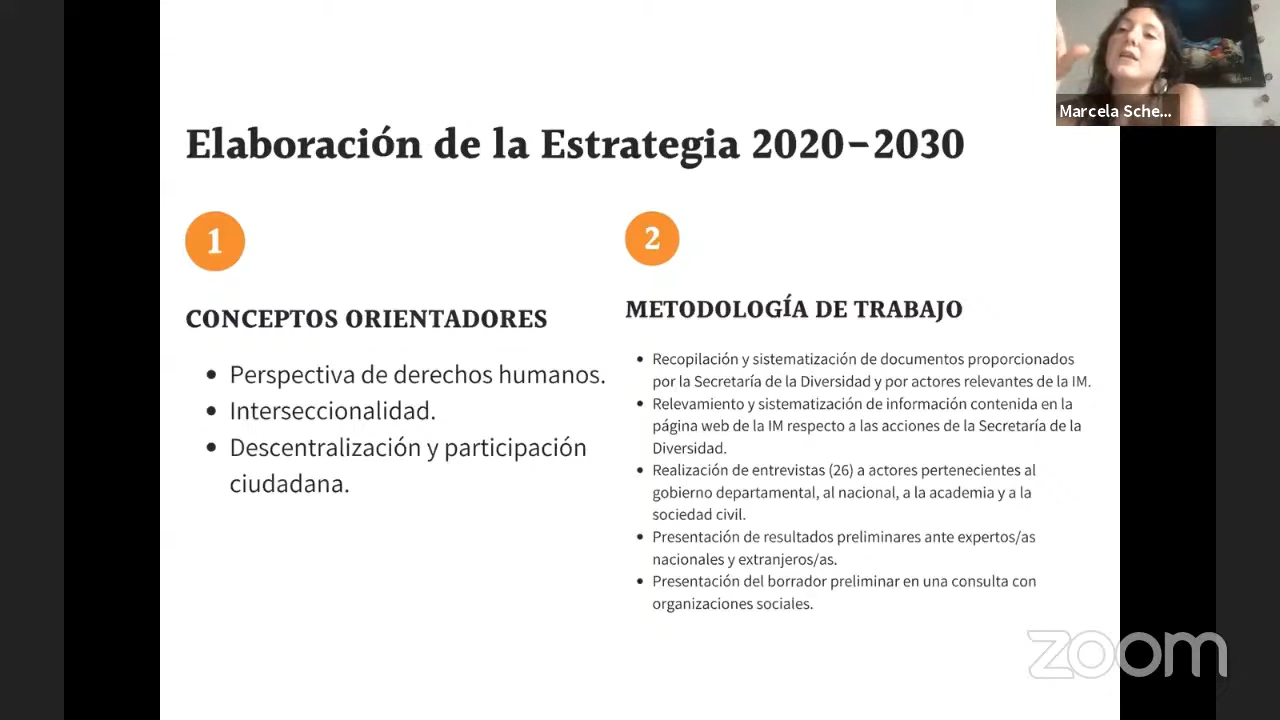 Marcela Sche...
Elaboración de la Estrategia 2020–2030
1
CONCEPTOS ORIENTADORES
• Perspectiva de derechos humanos.
• Interseccionalidad.
• Descentralización y participación
ciudadana.
2
METODOLOGÍA DE TRABAJO
• Recopilación y sistematización de documentos proporcionados
por la Secretaría de la Diversidad y por actores relevantes de la IM.
• Relevamiento y sistematización de información contenida en la
página web de la IM respecto a las acciones de la Secretaría de la
Diversidad.
• Realización de entrevistas (26) a actores pertenecientes al
gobierno departamental, al nacional, a la academia y a la
sociedad civil.
• Presentación de resultados preliminares ante expertos/as
nacionales y extranjeros/as.
• Presentación del borrador preliminar en una consulta con
organizaciones sociales.
zoom